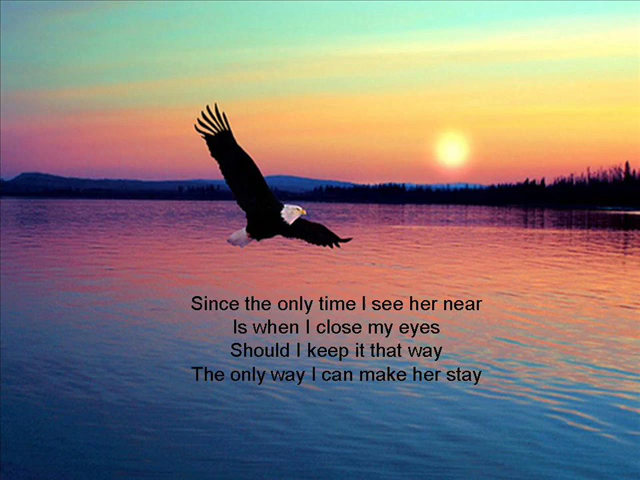 Since the only time I see her near
Is when I close my eyes
Should I keep it that way
The only way I can make her stay